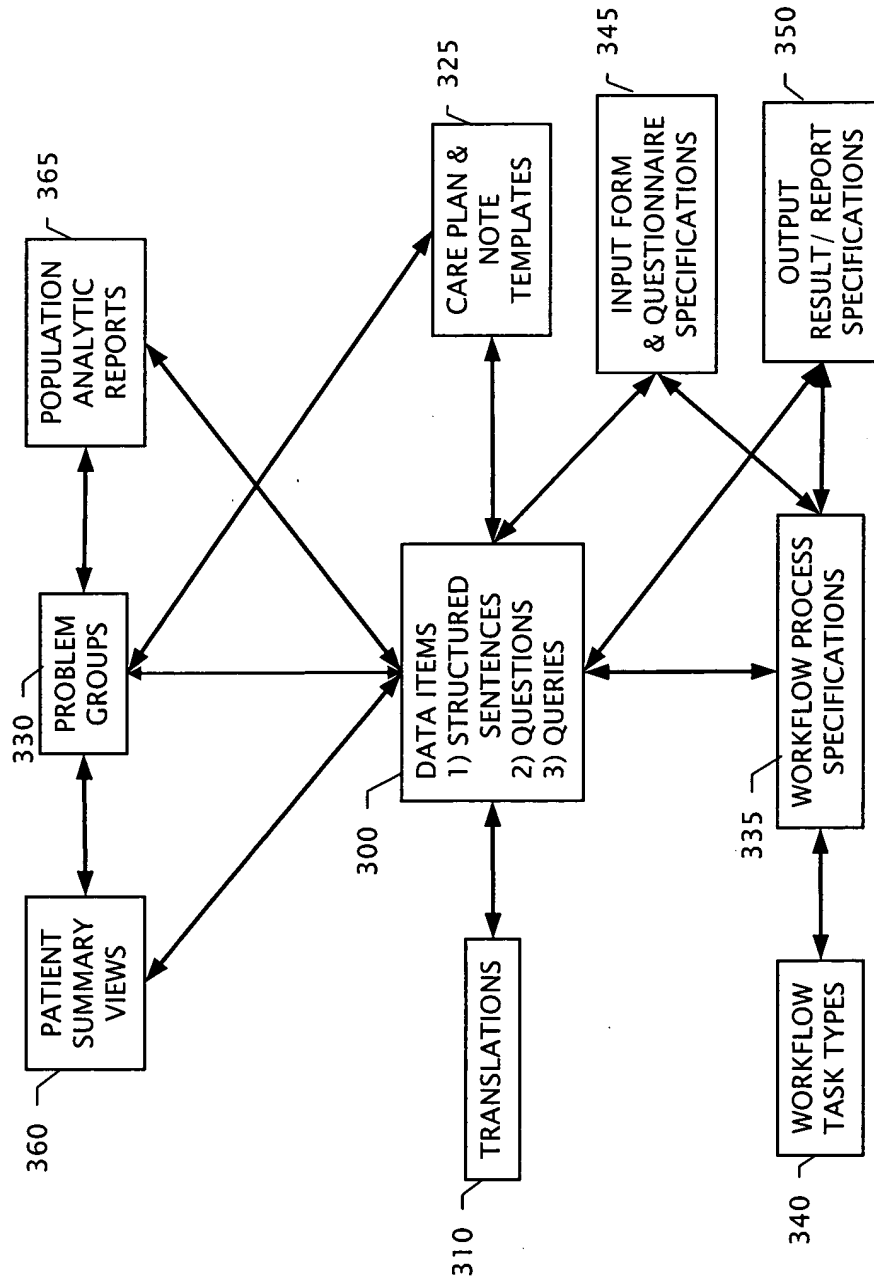 360
PATIENT
SUMMARY
VIEWS
330
PROBLEM
GROUPS
365
POPULATION
ANALYTIC
REPORTS
310
TRANSLATIONS
300
DATA ITEMS
1) STRUCTURED
SENTENCES
2) QUESTIONS
3) QUERIES
325
CARE PLAN &
NOTE
TEMPLATES
345
INPUT FORM
& QUESTIONNAIRE
SPECIFICATIONS
340
WORKFLOW
TASK TYPES
335
WORKFLOW PROCESS
SPECIFICATIONS
350
OUTPUT
RESULT/ REPORT
SPECIFICATIONS